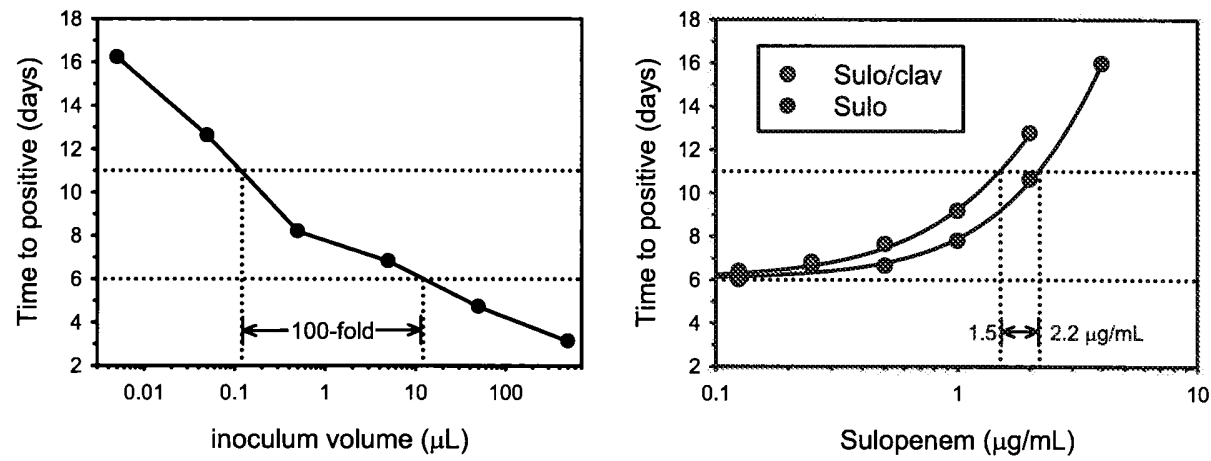 18
16
14
12
10
8
6
4
2
Time to positive (days)
100-fold
0.01 0.1 1 10 100
inoculum volume (μL)
18
16
14
12
10
8
6
4
2
Time to positive (days)
Sulo/clav
Sulo
1.5 2.2 μg/mL
0.1 1 10
Sulopenem (μg/mL)